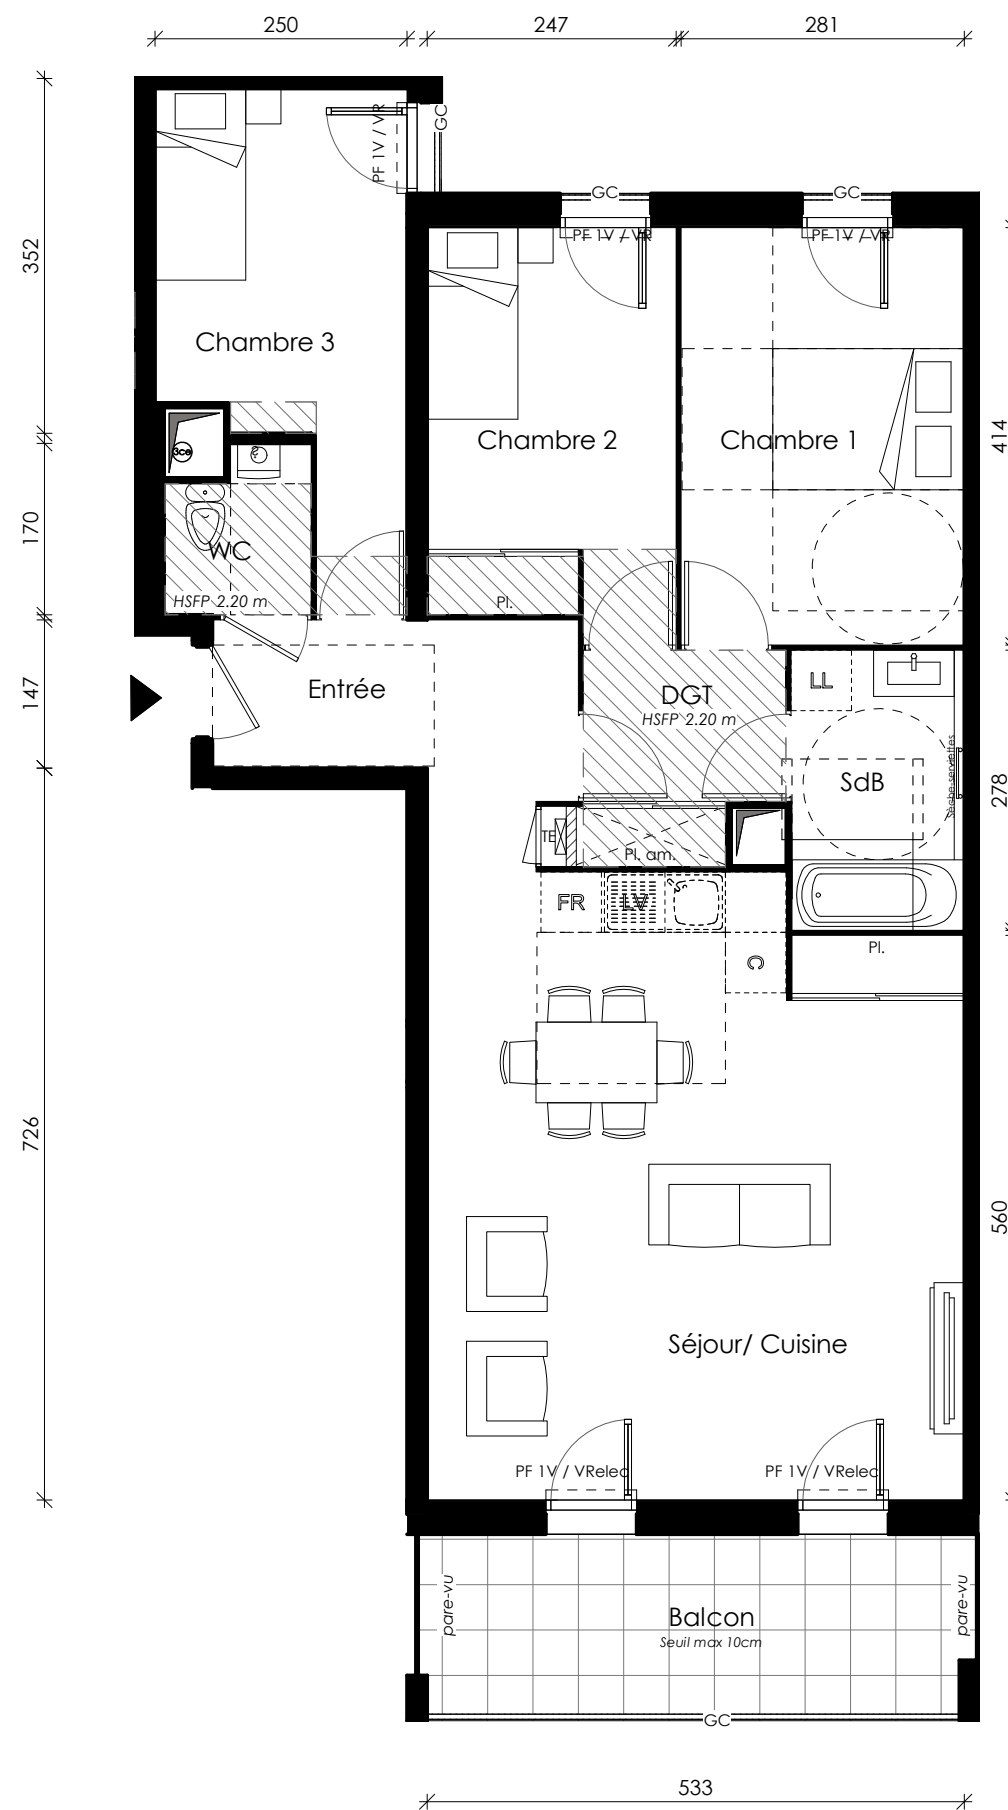 250
247
281
GC
PF 1V / VR
GC
GC
PF 1V / VR
PF 1V / VR
352
Chambre 3
Chambre 2
Chambre 1
414
3ce
170
WC
HSFP 2.20 m
Pl.
147
Entrée
DGT
HSFP 2.20 m
LL
SdB
Sèche-serviettes
278
TE
Pl. am.
FR
LV
C
Pl.
726
560
Séjour/ Cuisine
PF 1V / VRelec
PF 1V / VRelec
pare-vu
Balcon
Seuil max 10cm
pare-vu
GC
533